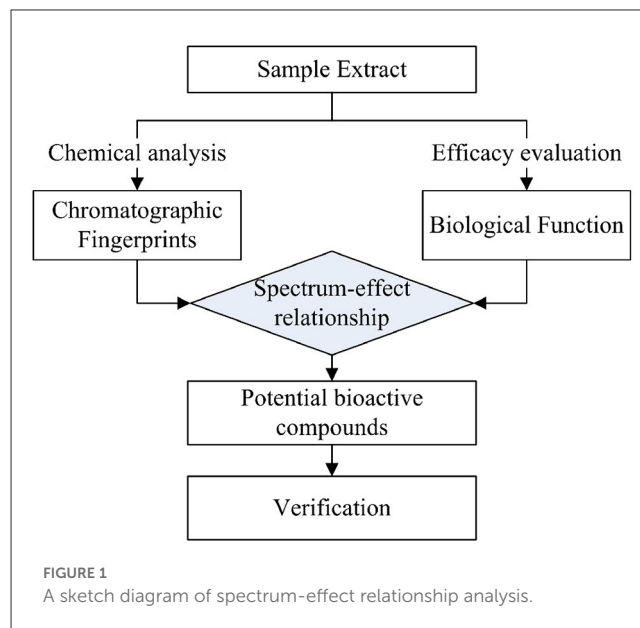 Sample Extract
Chemical analysis
Efficacy evaluation
Chromatographic
Fingerprints
Biological Function
Spectrum-effect
relationship
Potential bioactive
compounds
Verification
FIGURE 1
A sketch diagram of spectrum-effect relationship analysis.